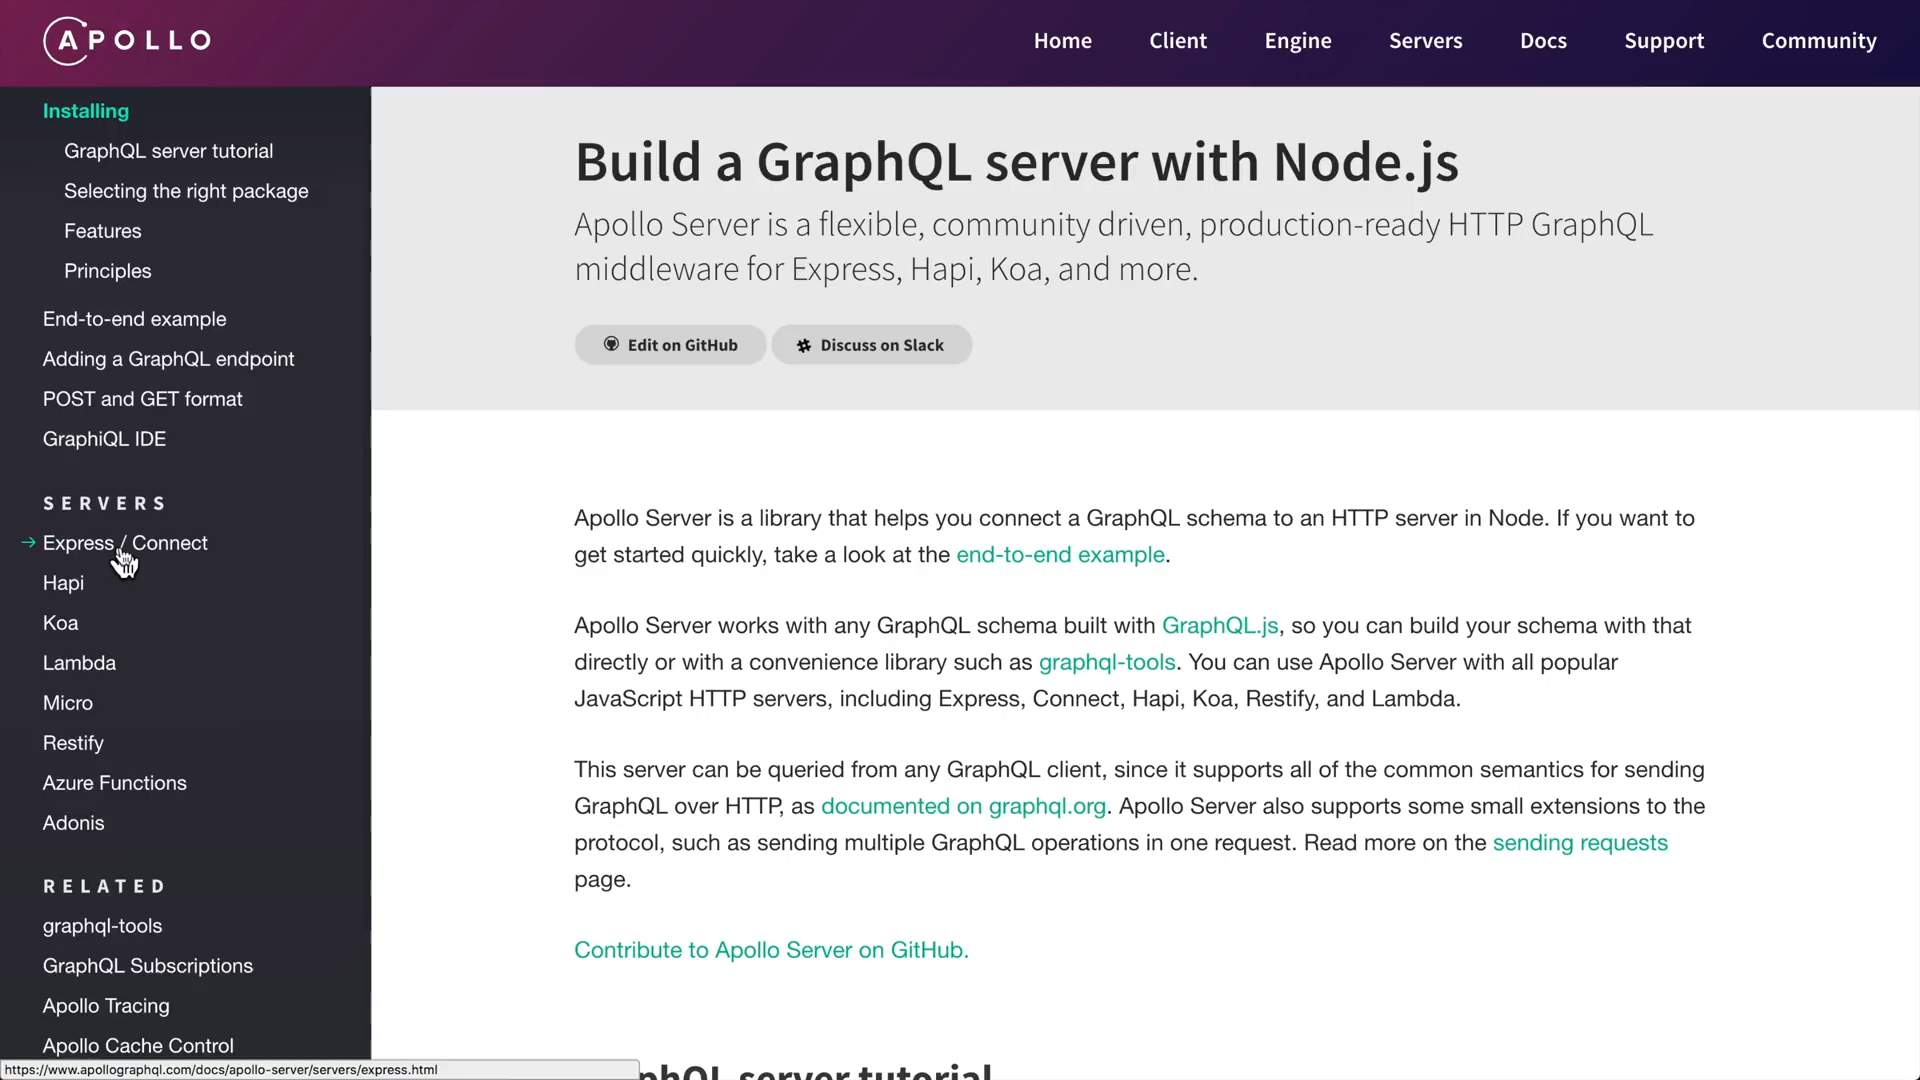 APOLLO
Home
Client
Engine
Servers
Docs
Support
Community
Installing
GraphQL server tutorial
Selecting the right package
Features
Principles
End-to-end example
Adding a GraphQL endpoint
POST and GET format
GraphiQL IDE
SERVERS
→ Express / Connect
Hapi
Koa
Lambda
Micro
Restify
Azure Functions
Adonis
RELATED
graphql-tools
GraphQL Subscriptions
Apollo Tracing
Apollo Cache Control
https://www.apollographql.com/docs/apollo-server/servers/express.html
Build a GraphQL server with Node.js
Apollo Server is a flexible, community driven, production-ready HTTP GraphQL
middleware for Express, Hapi, Koa, and more.
Edit on GitHub
Discuss on Slack
Apollo Server is a library that helps you connect a GraphQL schema to an HTTP server in Node. If you want to
get started quickly, take a look at the end-to-end example.
Apollo Server works with any GraphQL schema built with GraphQL.js, so you can build your schema with that
directly or with a convenience library such as graphql-tools. You can use Apollo Server with all popular
JavaScript HTTP servers, including Express, Connect, Hapi, Koa, Restify, and Lambda.
This server can be queried from any GraphQL client, since it supports all of the common semantics for sending
GraphQL over HTTP, as documented on graphql.org. Apollo Server also supports some small extensions to the
protocol, such as sending multiple GraphQL operations in one request. Read more on the sending requests
page.
Contribute to Apollo Server on GitHub.
server tutorial